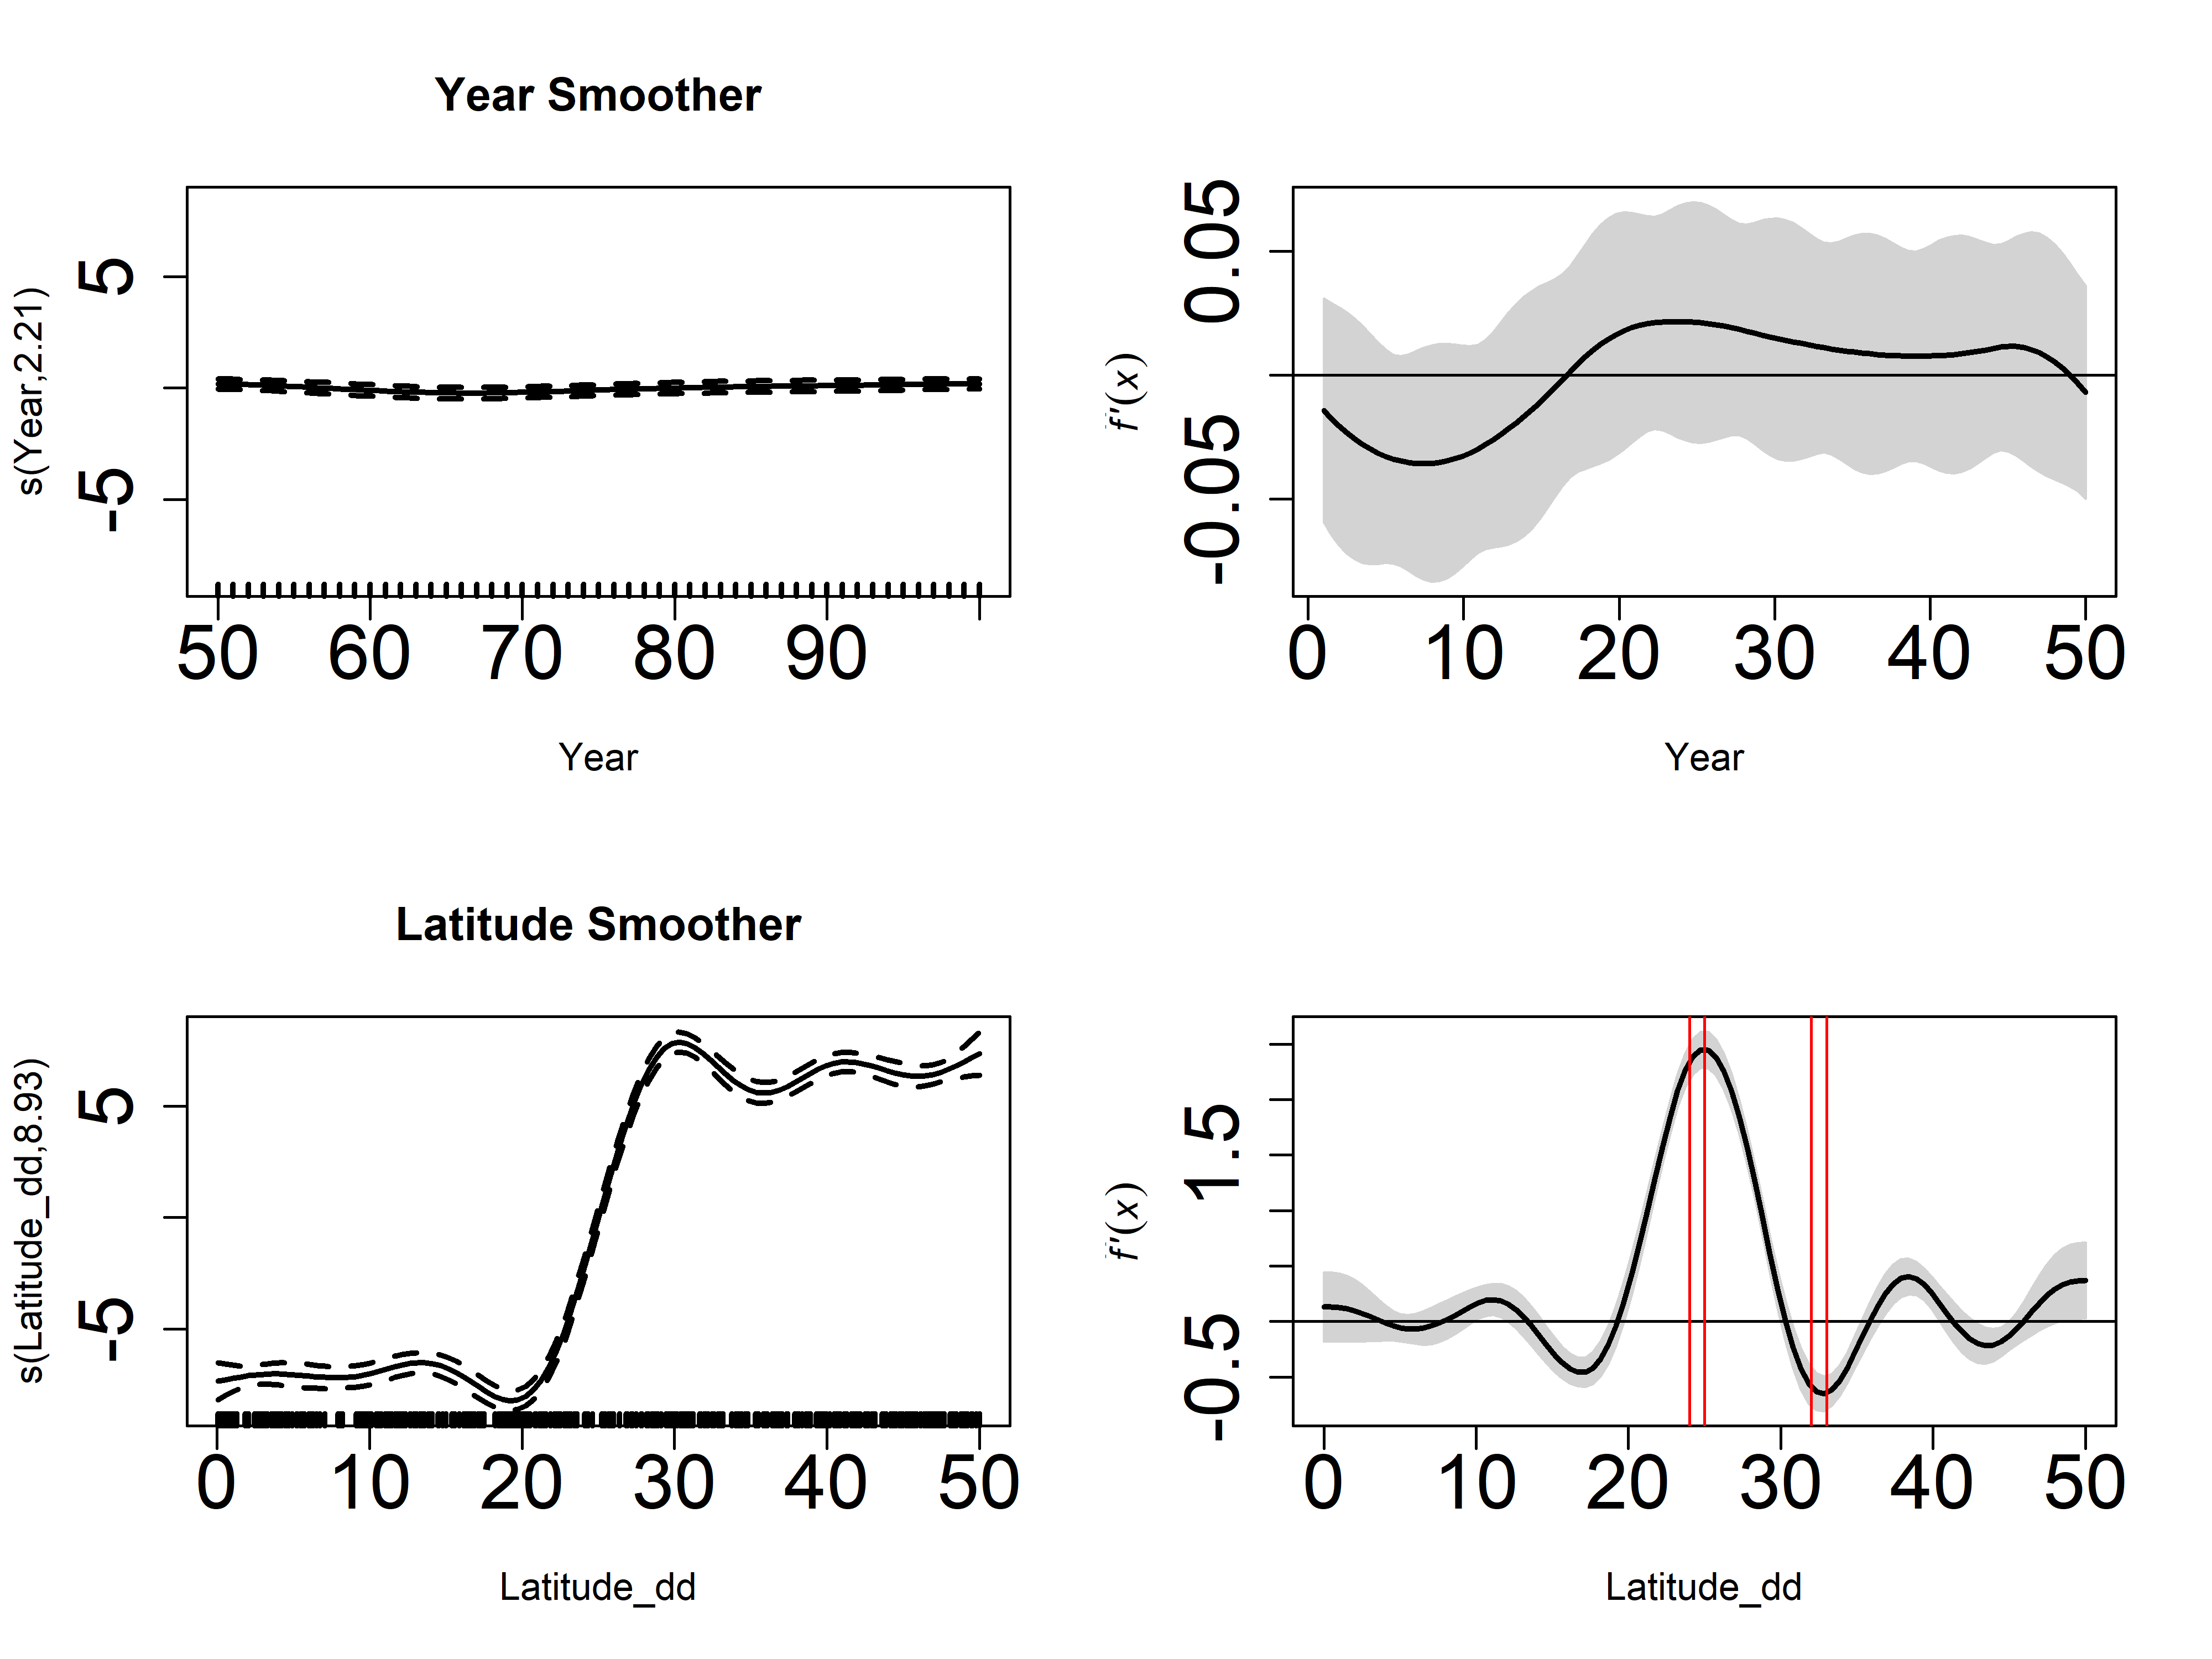 Year Smoother
s(Year,2.21)
5
-5
50 60 70 80 90
Year
f'(x)
0.05
-0.05
0 10 20 30 40 50
Year
Latitude Smoother
s(Latitude_dd,8.93)
5
-5
0 10 20 30 40 50
Latitude_dd
f'(x)
1.5
-0.5
0 10 20 30 40 50
Latitude_dd